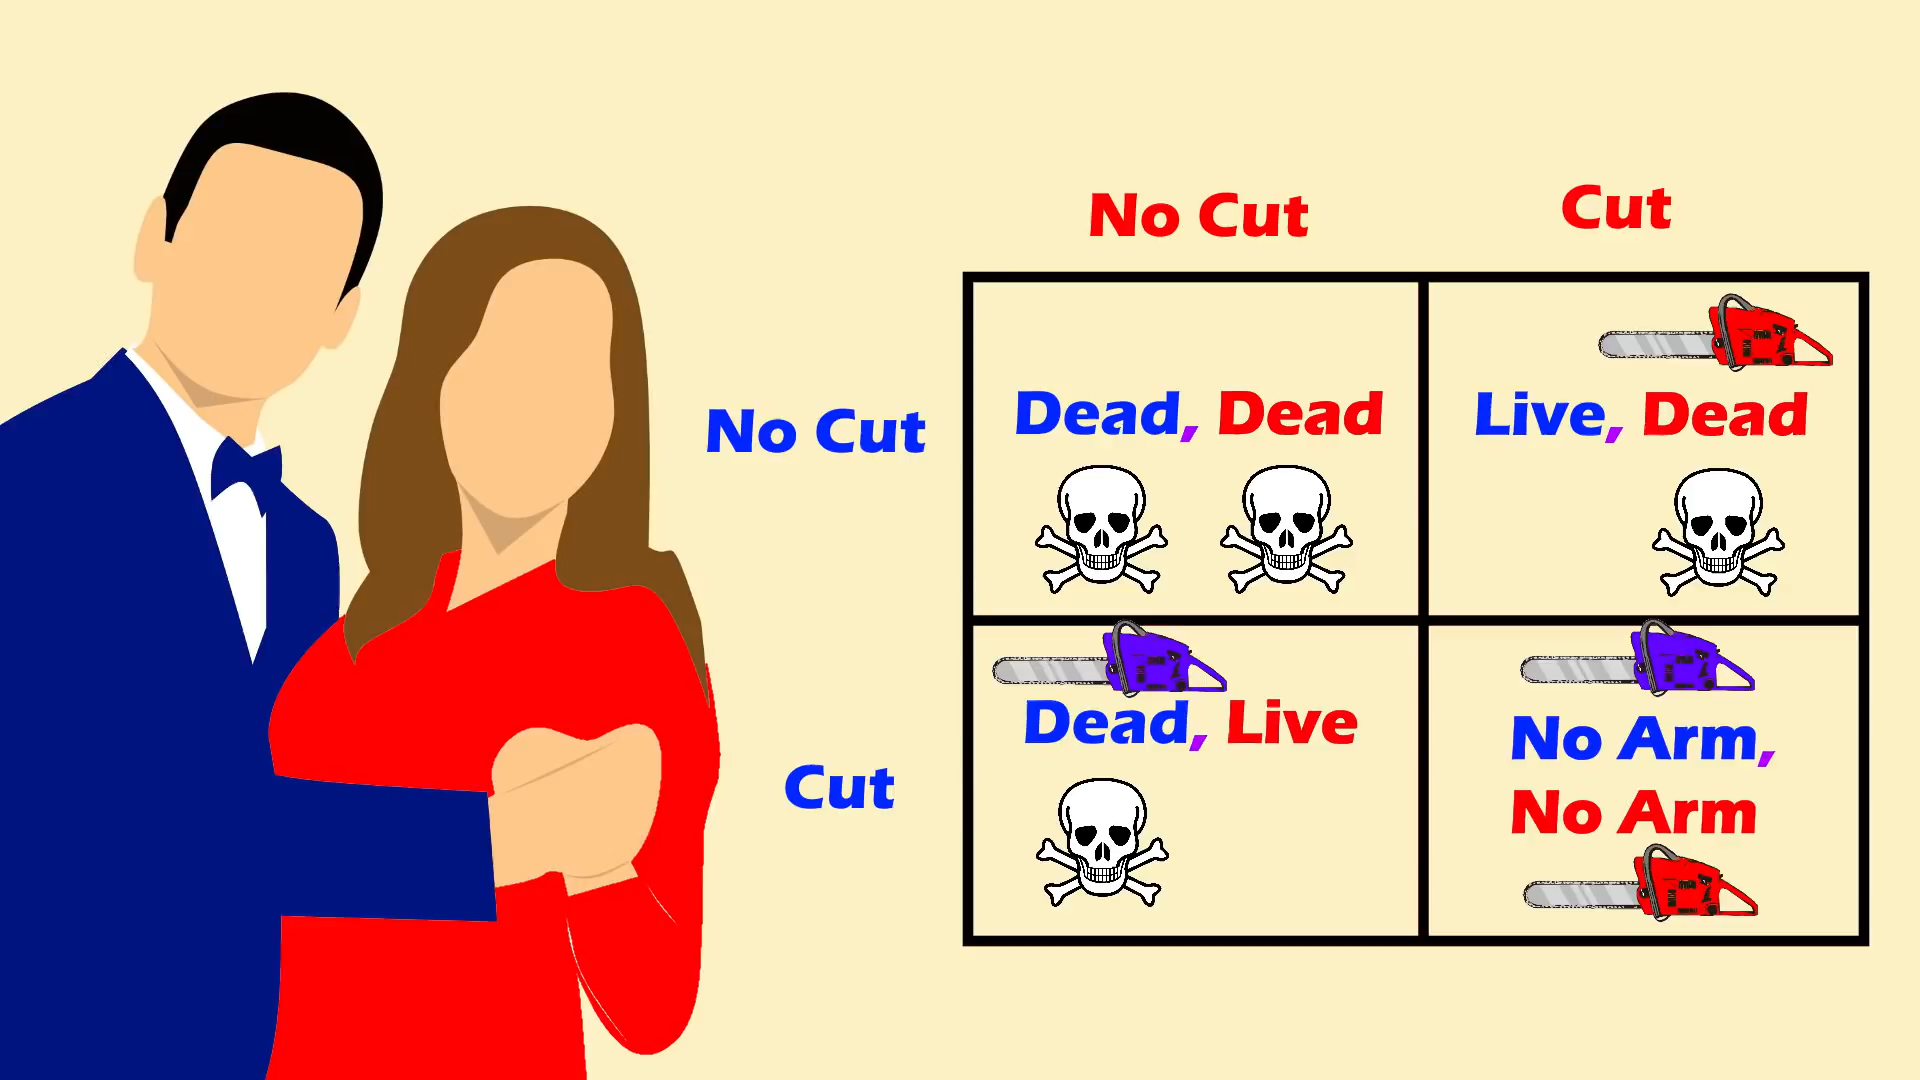 No Cut Cut
No Cut Dead, Dead Live, Dead
Cut Dead, Live No Arm,
No Arm